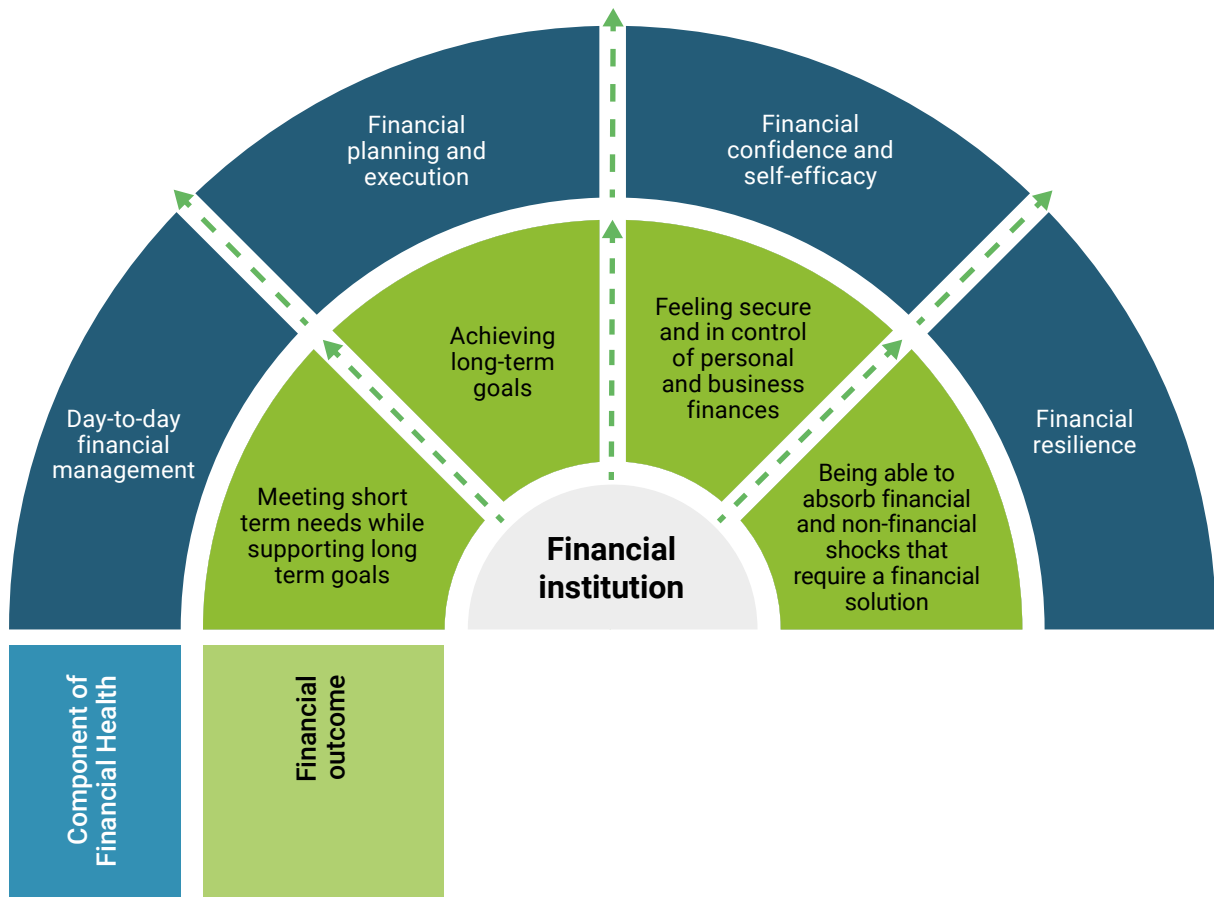 Financial
planning and
execution
Financial
confidence and
self-efficacy
Day-to-day
financial
management
Achieving
long-term
goals
Feeling secure
and in control
of personal
and business
finances
Financial
resilience
Meeting short
term needs while
supporting long
term goals
Being able to
absorb financial
and non-financial
shocks that
require a financial
solution
Financial
institution
Component of
Financial Health
Financial
outcome